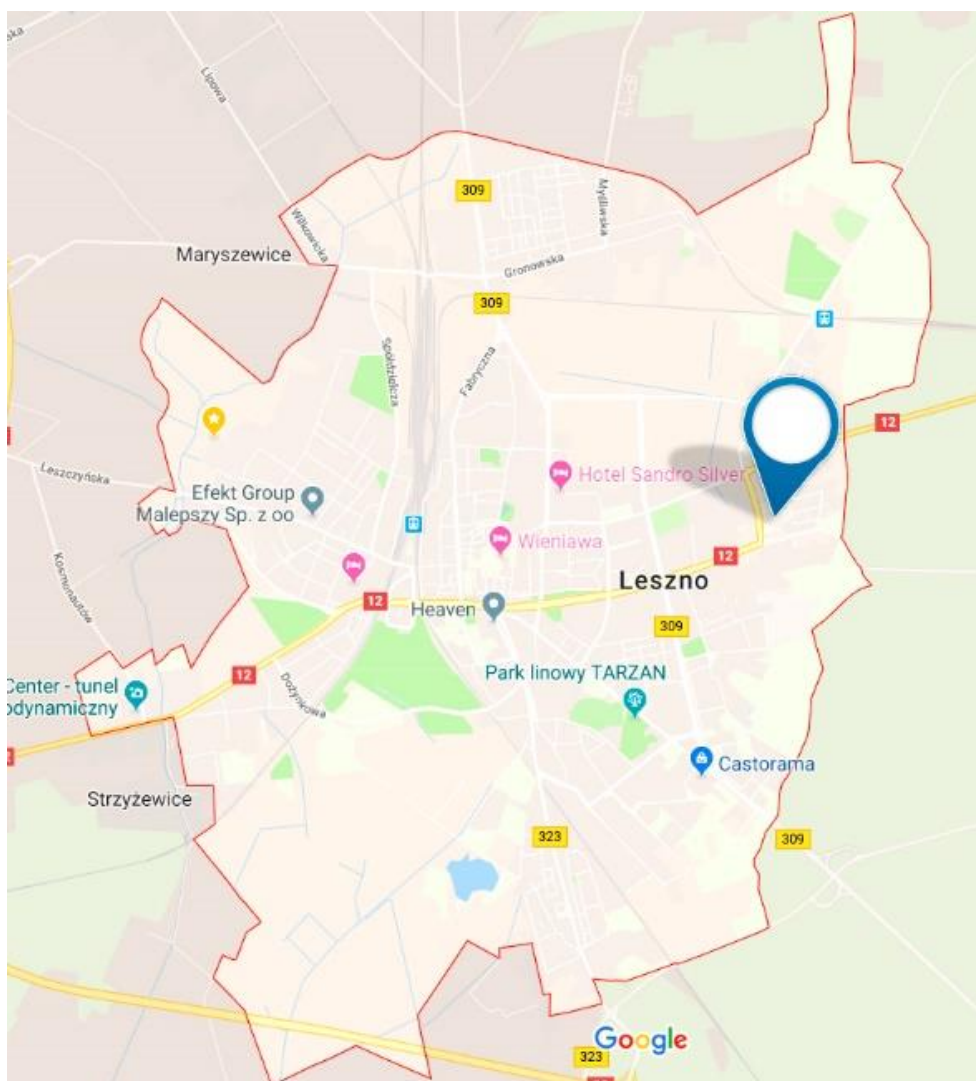 ska
Lipowa
309
Myśliwska
Wilkowicka
Maryszewice
Gronowska
309
Spółdzielcza
Fabryczna
12
Leszczyńska
Hotel Sandro Silver
Efekt Group
Malepszy Sp. z oo
Wieniawa
12
Kosmonautów
Leszno
12
Heaven
309
12
Park linowy TARZAN
Center - tunel
odynamiczny
Dożynkowa
Castorama
Strzyżewice
323
309
Google
323